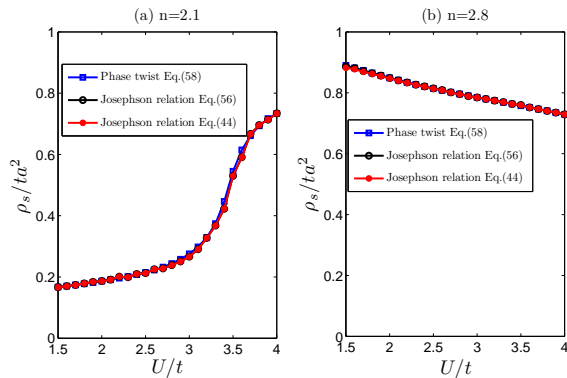 (a) n=2.1
ρs/ta²
1
0.8
0.6
0.4
0.2
0
Phase twist Eq.(58)
Josephson relation Eq.(56)
Josephson relation Eq.(44)
1.5 2 2.5 3 3.5 4
U/t
(b) n=2.8
ρs/ta²
1
0.8
0.6
0.4
0.2
0
Phase twist Eq.(58)
Josephson relation Eq.(56)
Josephson relation Eq.(44)
1.5 2 2.5 3 3.5 4
U/t